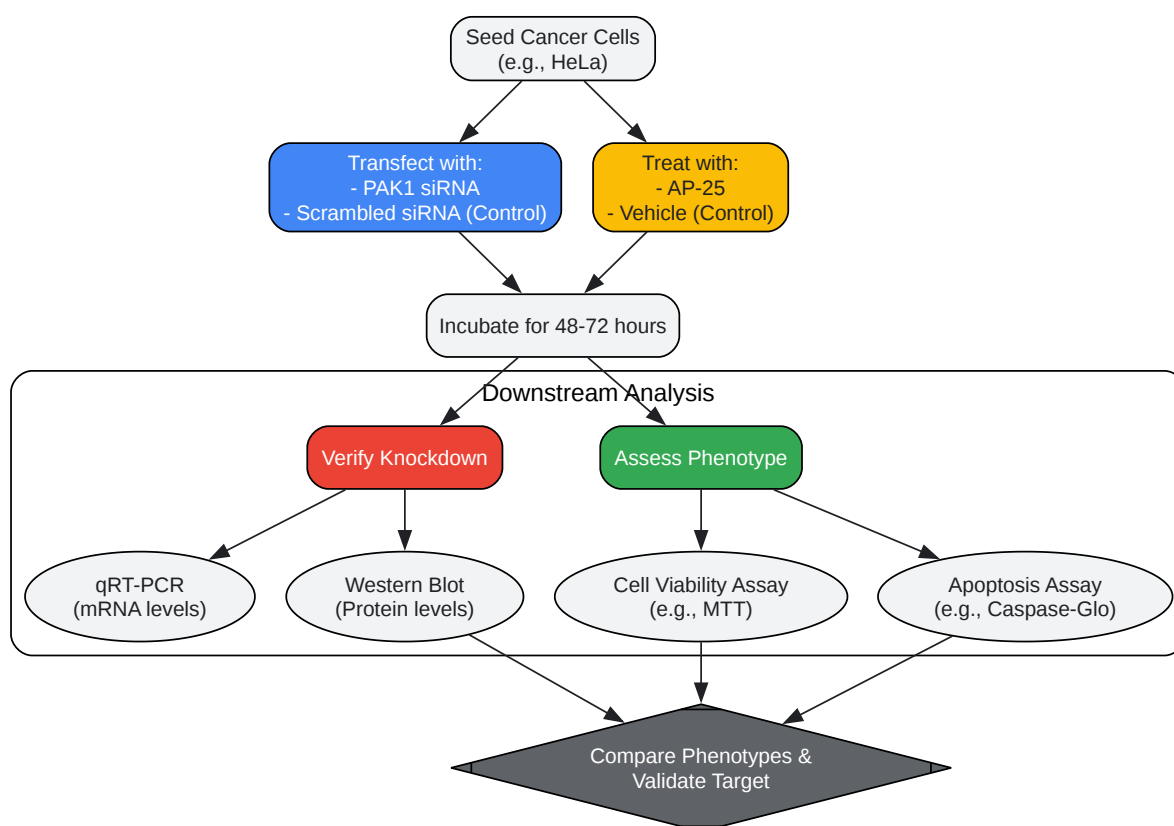 Seed Cancer Cells
(e.g., HeLa)
Transfect with:
- PAK1 siRNA
- Scrambled siRNA (Control)
Treat with:
- AP-25
- Vehicle (Control)
Incubate for 48-72 hours
Downstream Analysis
Verify Knockdown
Assess Phenotype
qRT-PCR
(mRNA levels)
Western Blot
(Protein levels)
Cell Viability Assay
(e.g., MTT)
Apoptosis Assay
(e.g., Caspase-Glo)
Compare Phenotypes &
Validate Target